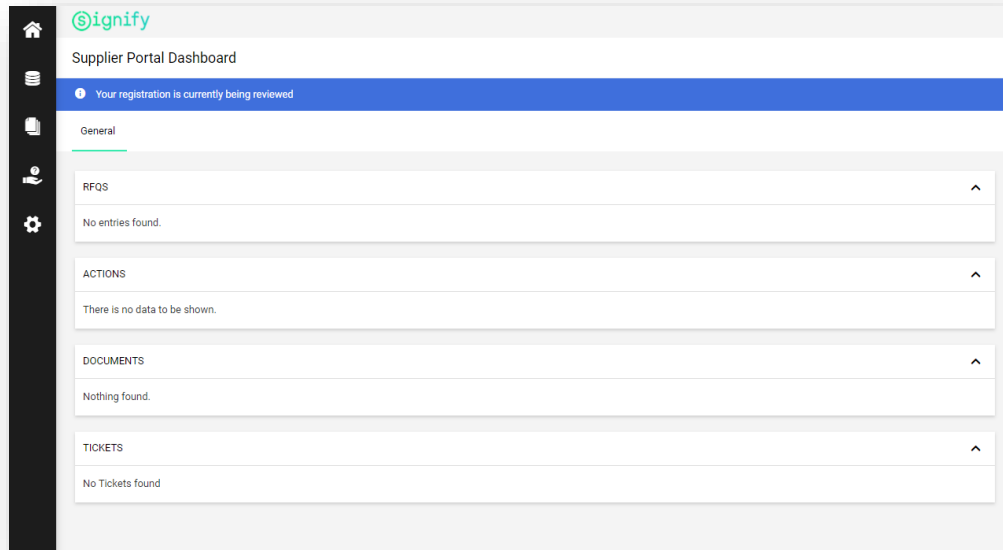 Signify
Supplier Portal Dashboard
Your registration is currently being reviewed
General
RFQS
No entries found.
ACTIONS
There is no data to be shown.
DOCUMENTS
Nothing found.
TICKETS
No Tickets found